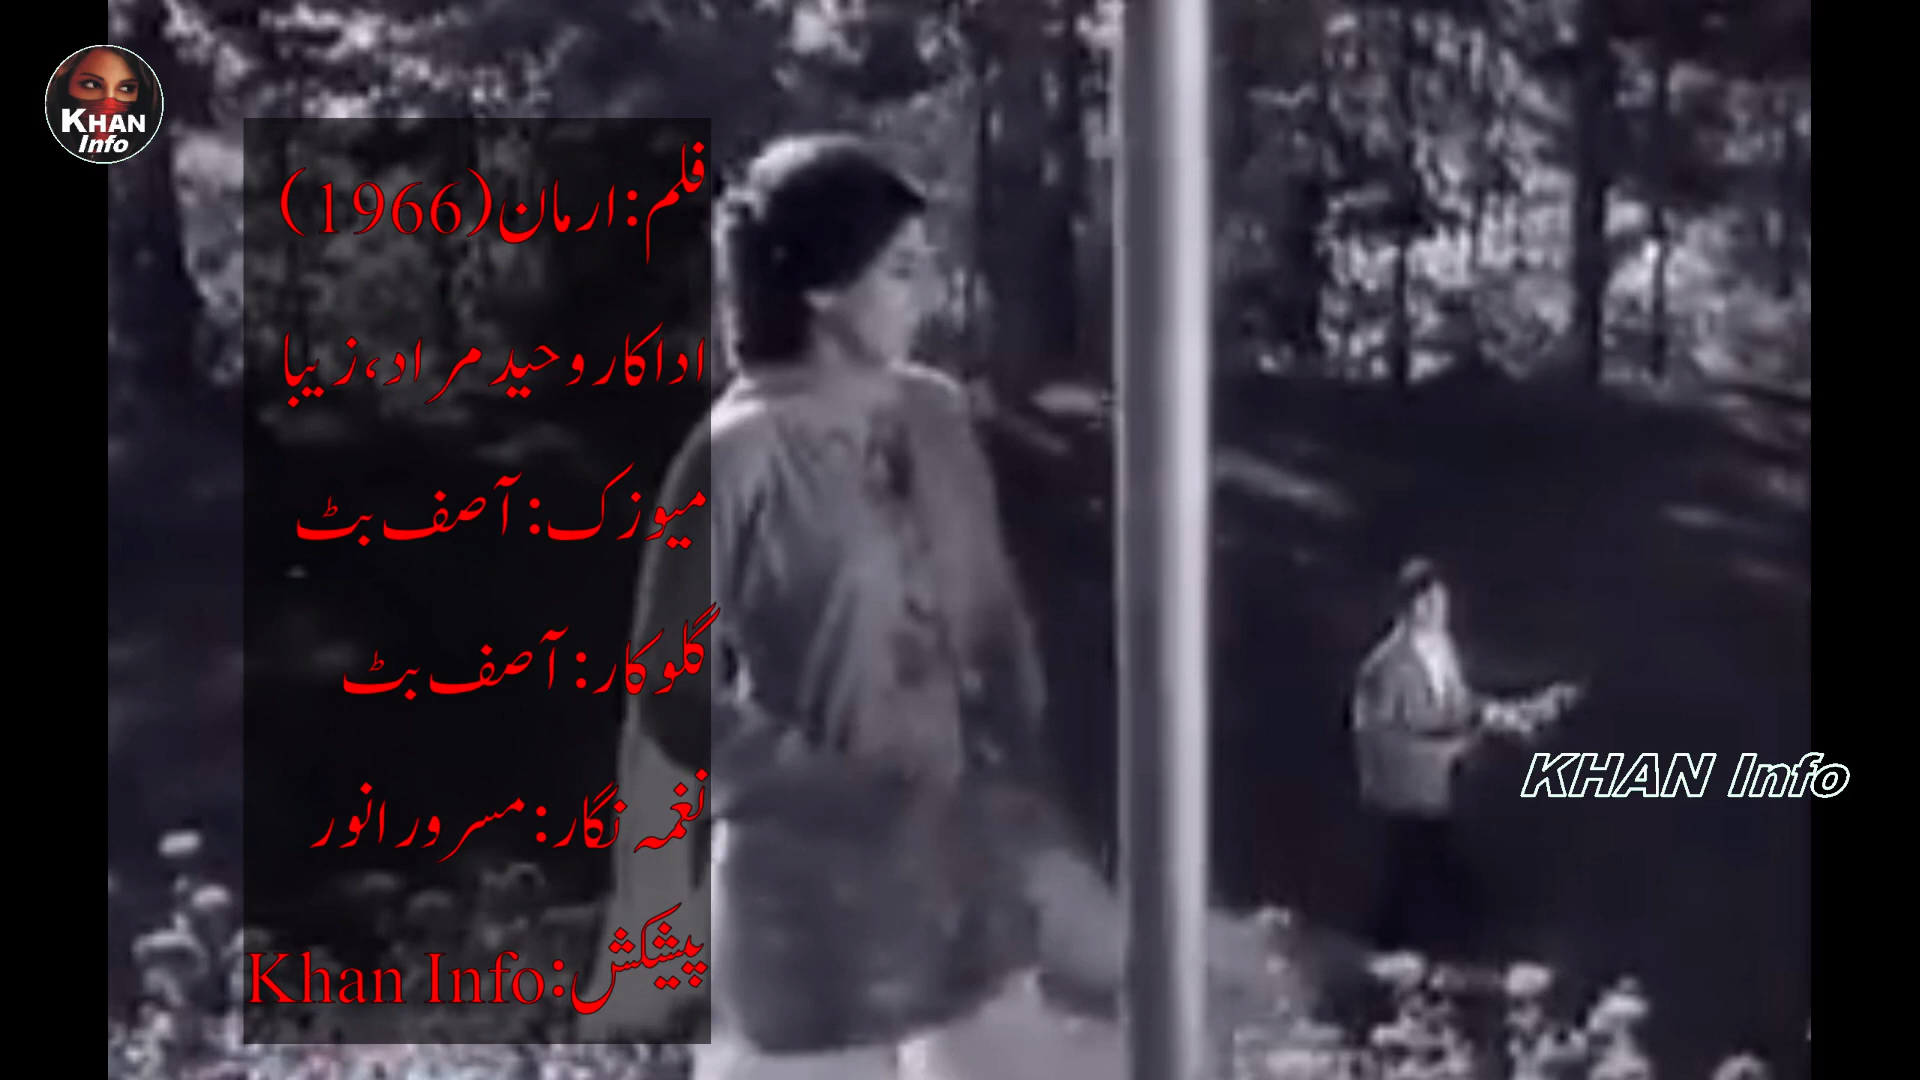 KHAN
Info
فلم: ارمان (1966)
اداکار وحید مراد، زیبا
میوزک: آصف بٹ
گلوکار: آصف بٹ
نغمہ نگار: مسرور انور
پیشکش: Khan Info
KHAN Info